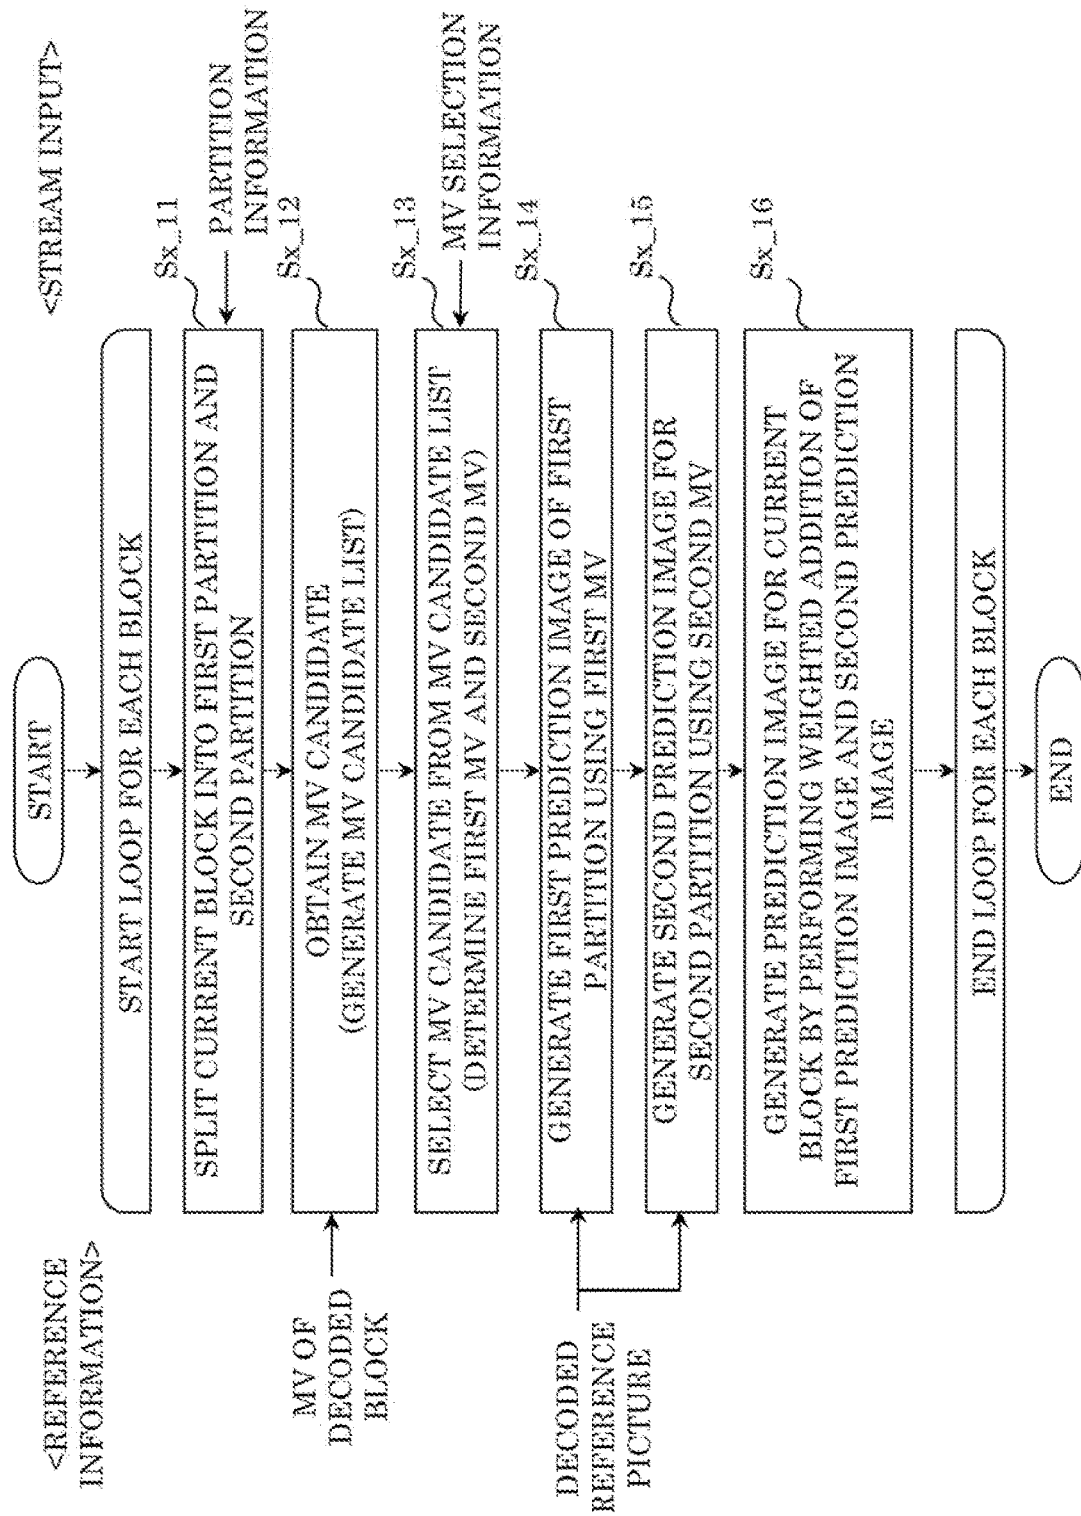 <REFERENCE
INFORMATION>
<STREAM INPUT>
START
START LOOP FOR EACH BLOCK
Sx_11
SPLIT CURRENT BLOCK INTO FIRST PARTITION AND
SECOND PARTITION
PARTITION
INFORMATION
Sx_12
MV OF
DECODED
BLOCK
OBTAIN MV CANDIDATE
(GENERATE MV CANDIDATE LIST)
Sx_13
SELECT MV CANDIDATE FROM MV CANDIDATE LIST
(DETERMINE FIRST MV AND SECOND MV)
MV SELECTION
INFORMATION
Sx_14
GENERATE FIRST PREDICTION IMAGE OF FIRST
PARTITION USING FIRST MV
DECODED
REFERENCE
PICTURE
Sx_15
GENERATE SECOND PREDICTION IMAGE FOR
SECOND PARTITION USING SECOND MV
Sx_16
GENERATE PREDICTION IMAGE FOR CURRENT
BLOCK BY PERFORMING WEIGHTED ADDITION OF
FIRST PREDICTION IMAGE AND SECOND PREDICTION
IMAGE
END LOOP FOR EACH BLOCK
END